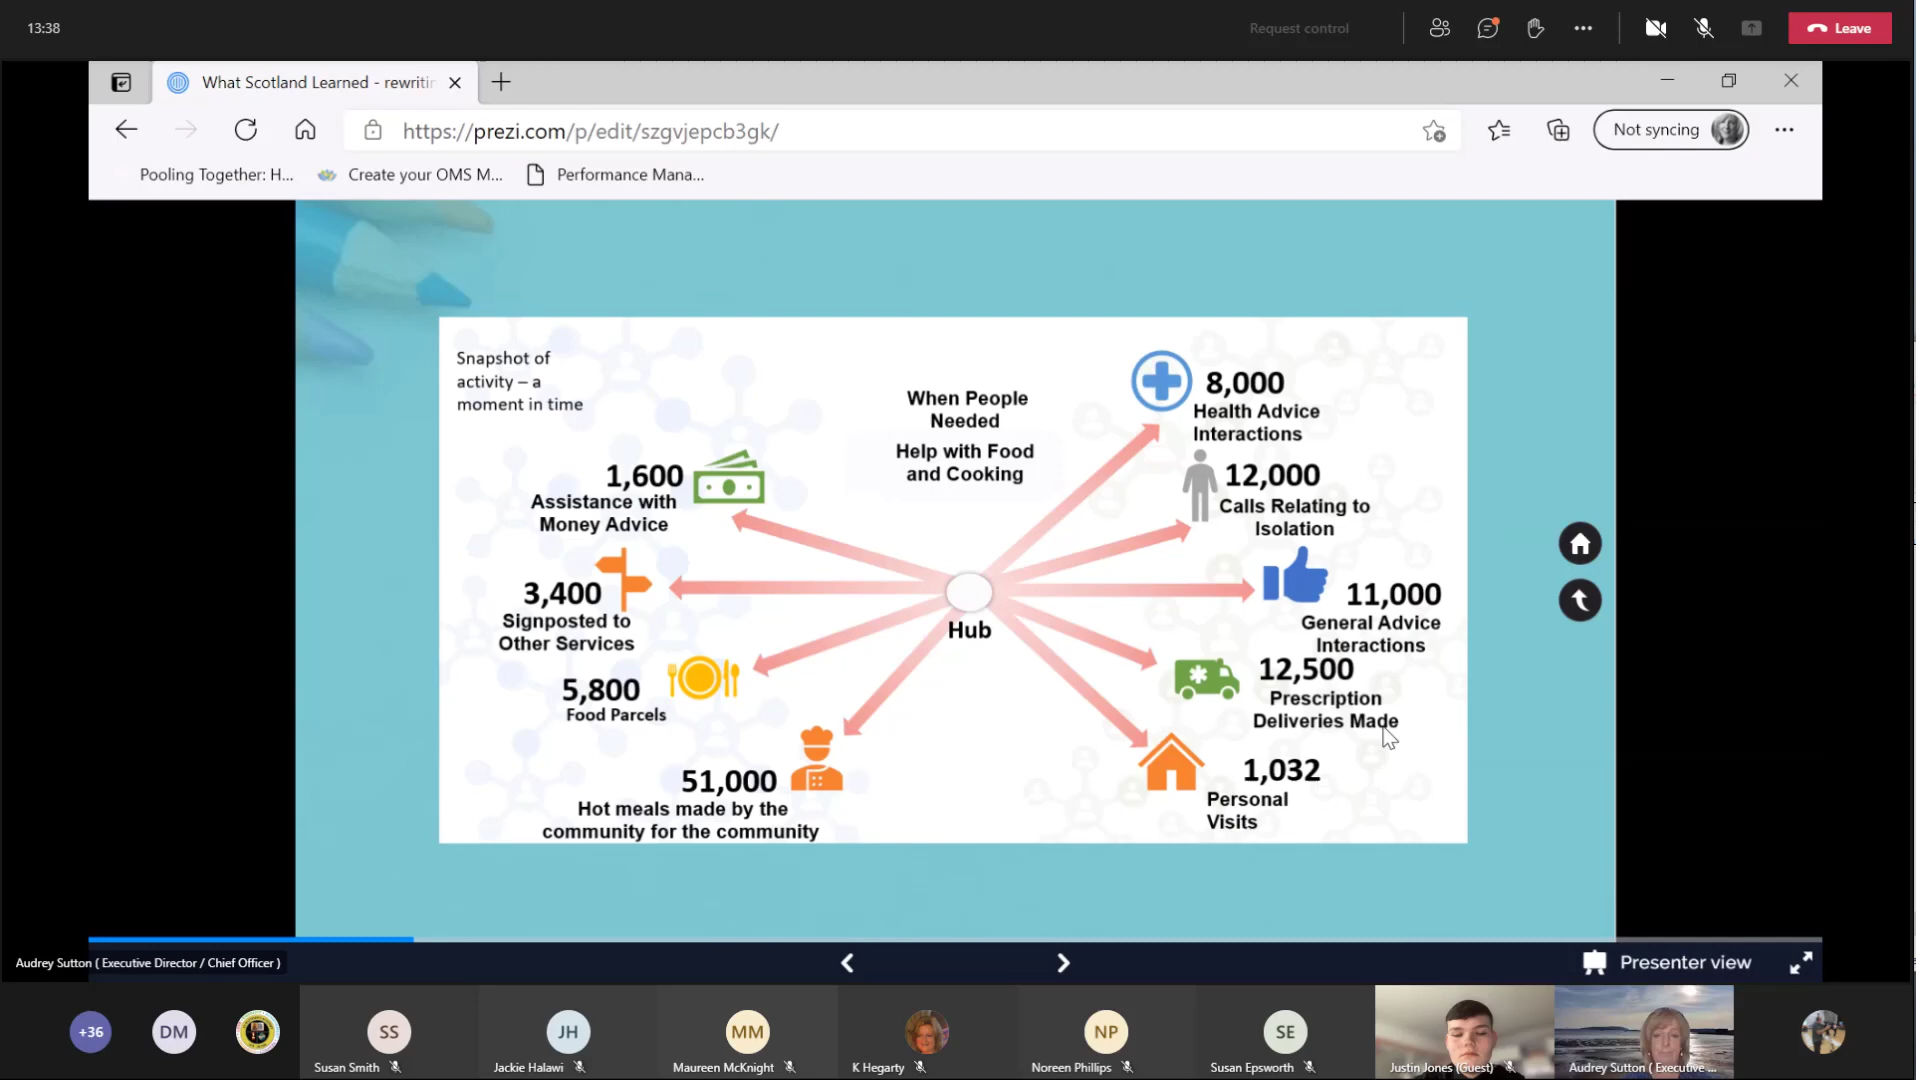 13:38
Request control
Leave
What Scotland Learned - rewritin
https://prezi.com/p/edit/szgvjepcb3gk/
Not syncing
Pooling Together: H...
Create your OMS M...
Performance Mana...
Snapshot of
activity – a
moment in time
When People
Needed
Help with Food
and Cooking
8,000
Health Advice
Interactions
1,600
Assistance with
Money Advice
12,000
Calls Relating to
Isolation
3,400
Signposted to
Other Services
11,000
General Advice
Interactions
Hub
5,800
Food Parcels
12,500
Prescription
Deliveries Made
51,000
Hot meals made by the
community for the community
1,032
Personal
Visits
Audrey Sutton ( Executive Director / Chief Officer )
Presenter view
+36
DM
SS
Susan Smith
JH
Jackie Halawi
MM
Maureen McKnight
K Hegarty
NP
Noreen Phillips
SE
Susan Epsworth
Justin Jones (Guest)
Audrey Sutton ( Executive ...